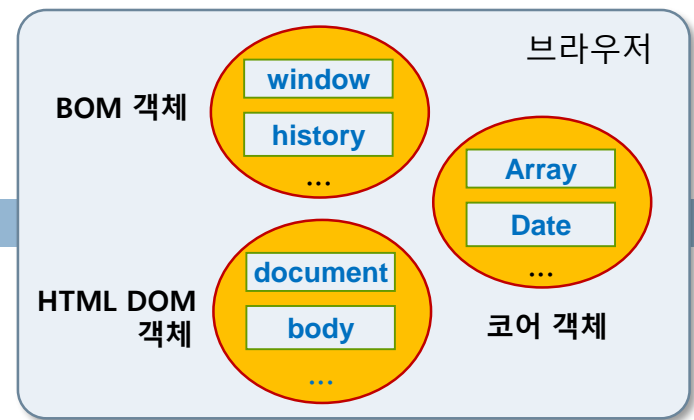 브라우저
BOM 객체
window
history
...
Array
Date
...
코어 객체
HTML DOM
객체
document
body
...